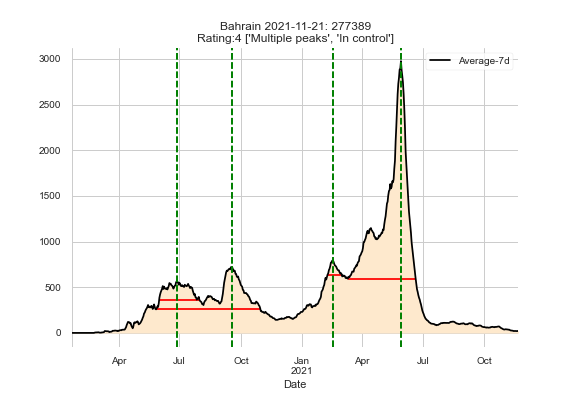 Bahrain 2021-11-21: 277389
Rating:4 ['Multiple peaks', 'In control']
Average-7d
3000
2500
2000
1500
1000
500
0
Apr Jul Oct Jan Apr Jul Oct
2021
Date